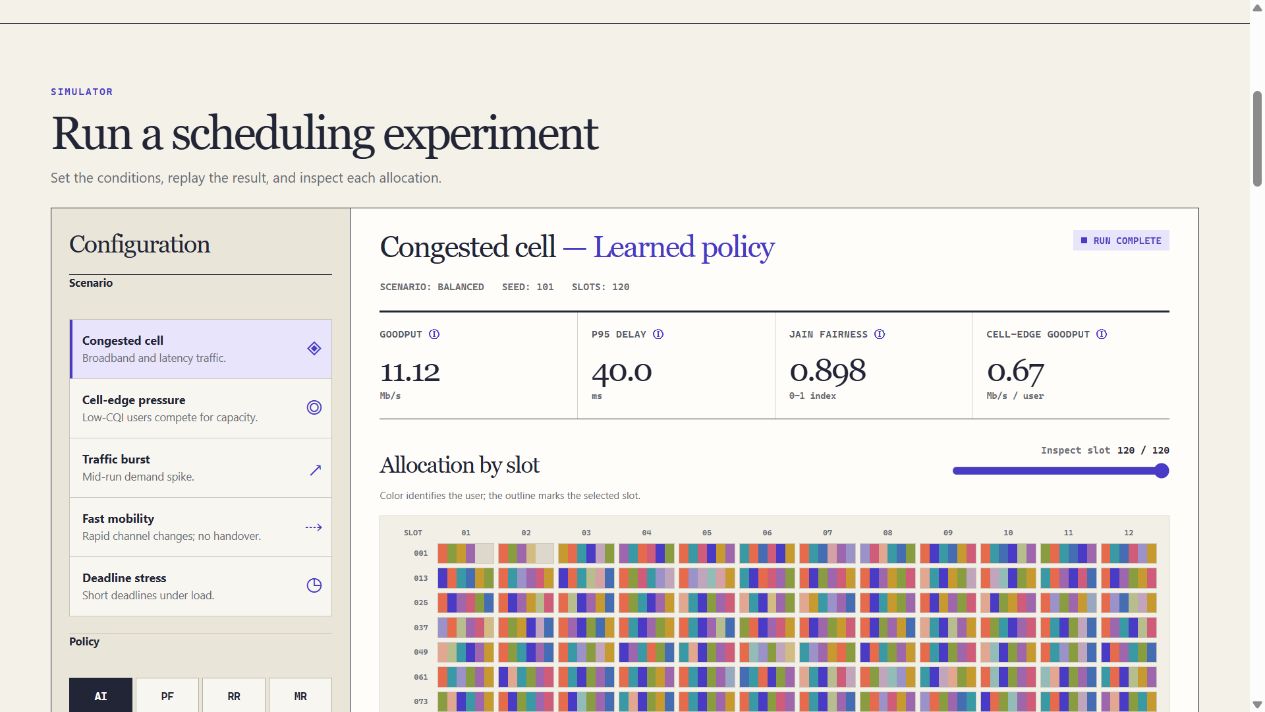 SIMULATOR
Run a scheduling experiment
Set the conditions, replay the result, and inspect each allocation.
Configuration
Scenario
Congested cell
Broadband and latency traffic.
Cell-edge pressure
Low-CQI users compete for capacity.
Traffic burst
Mid-run demand spike.
Fast mobility
Rapid channel changes; no handover.
Deadline stress
Short deadlines under load.
Policy
AI PF RR MR
Congested cell — Learned policy
RUN COMPLETE
SCENARIO: BALANCED SEED: 101 SLOTS: 120
GOODPUT
11.12
Mb/s
P95 DELAY
40.0
ms
JAIN FAIRNESS
0.898
0–1 index
CELL-EDGE GOODPUT
0.67
Mb/s / user
Allocation by slot
Inspect slot 120 / 120
Color identifies the user; the outline marks the selected slot.
SLOT 01 02 03 04 05 06 07 08 09 10 11 12
001
013
025
037
049
061
073